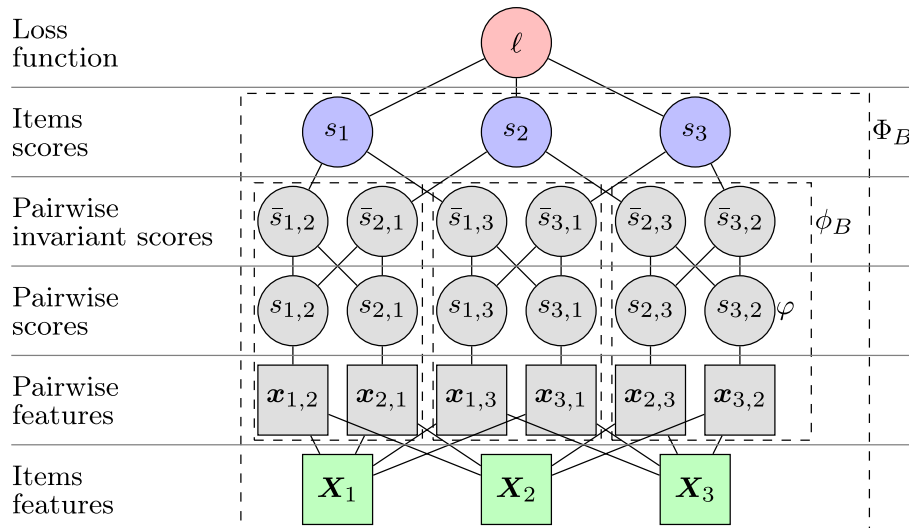 Loss
function
ℓ
Items
scores
s₁ s₂ s₃ Φ_B
Pairwise
invariant scores
s̄₁,₂ s̄₂,₁ s̄₁,₃ s̄₃,₁ s̄₂,₃ s̄₃,₂ ϕ_B
Pairwise
scores
s₁,₂ s₂,₁ s₁,₃ s₃,₁ s₂,₃ s₃,₂ φ
Pairwise
features
x₁,₂ x₂,₁ x₁,₃ x₃,₁ x₂,₃ x₃,₂
Items
features
X₁ X₂ X₃